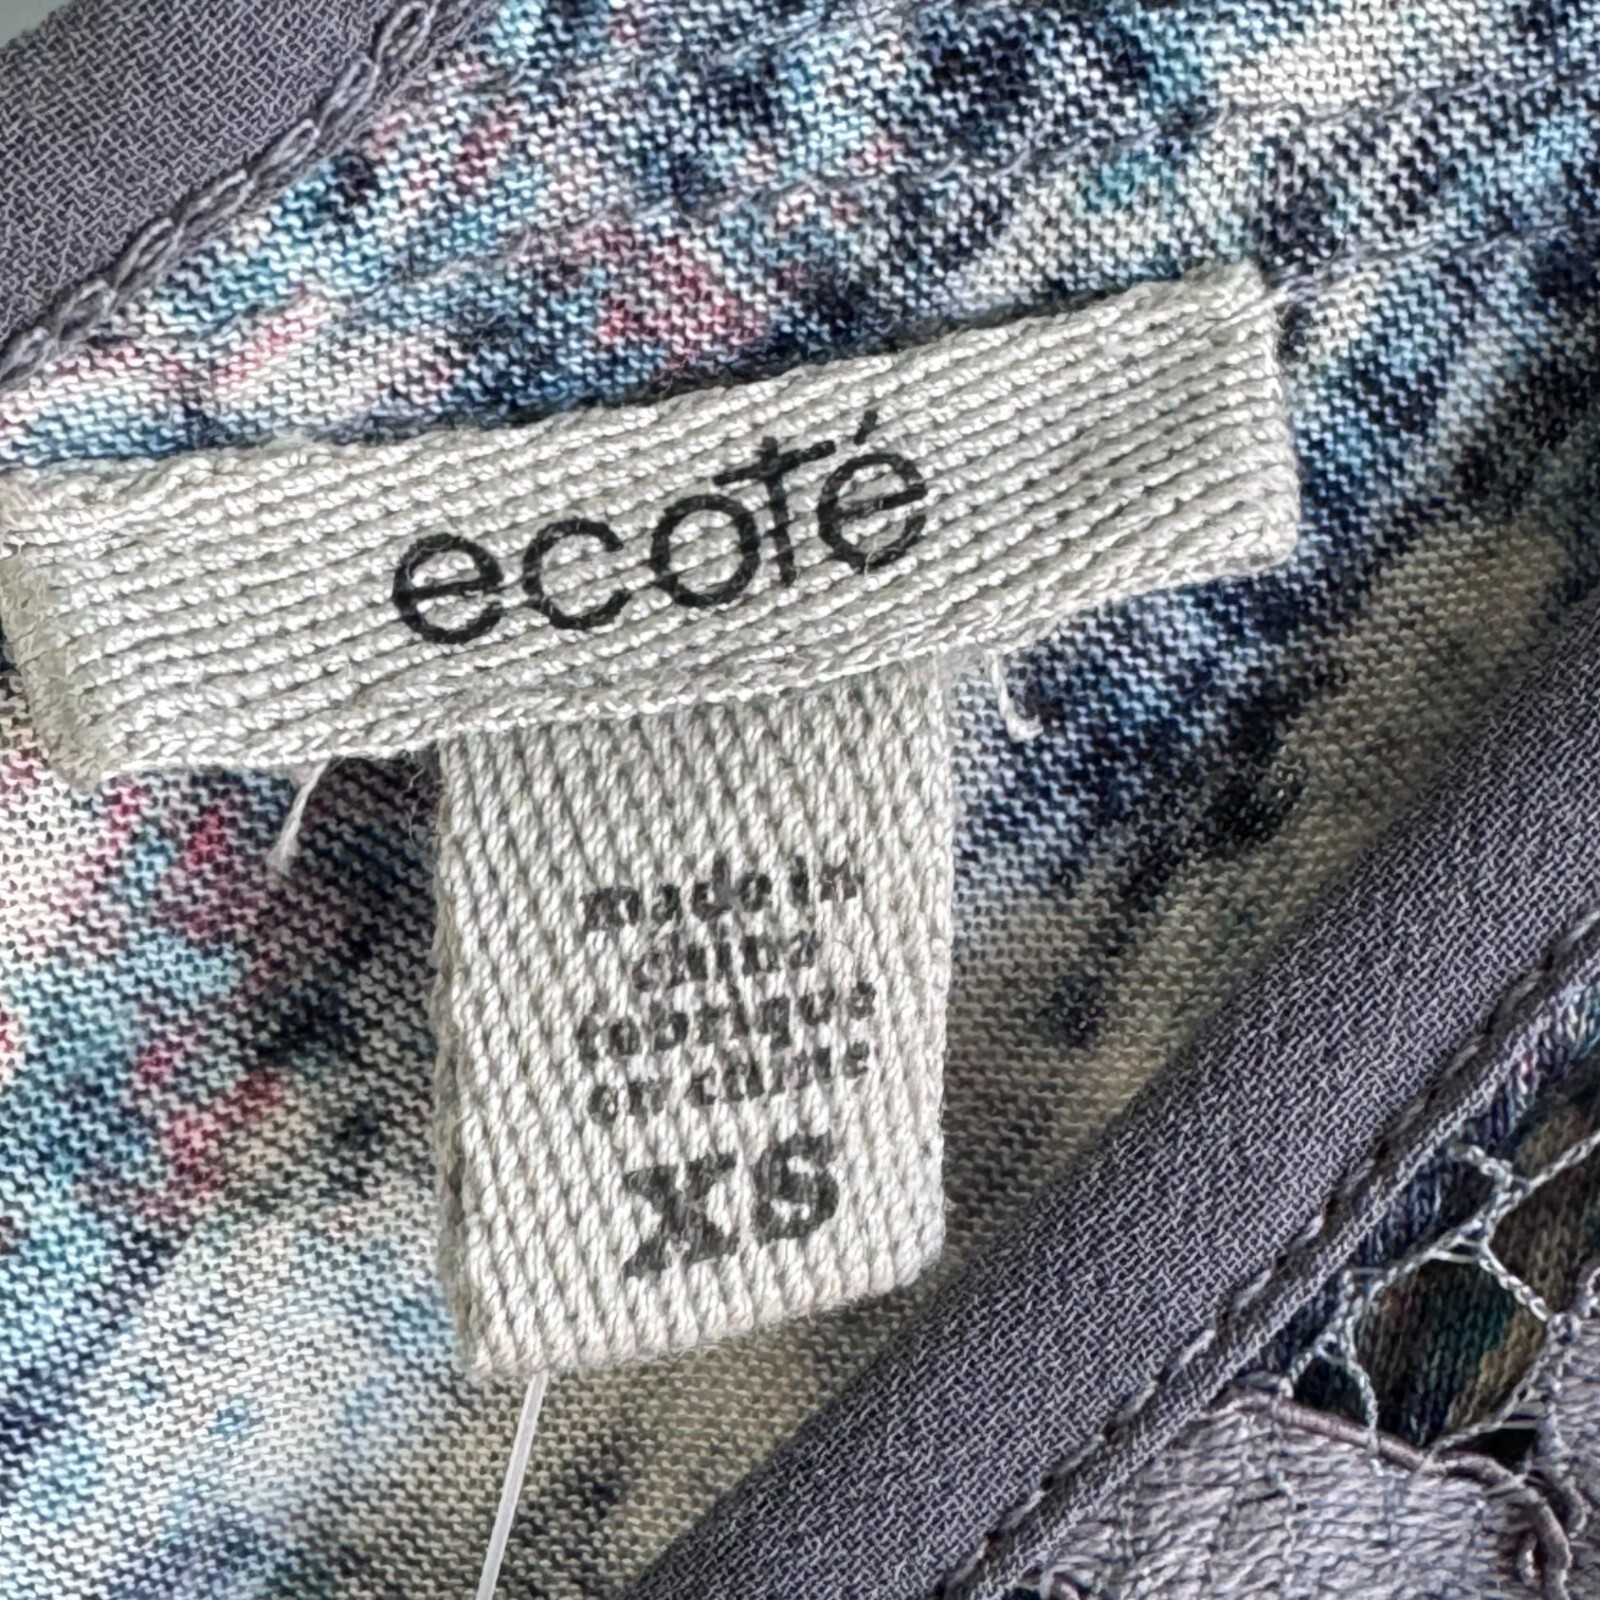 ecoté
made in
china
fabriqué
en chine
XS